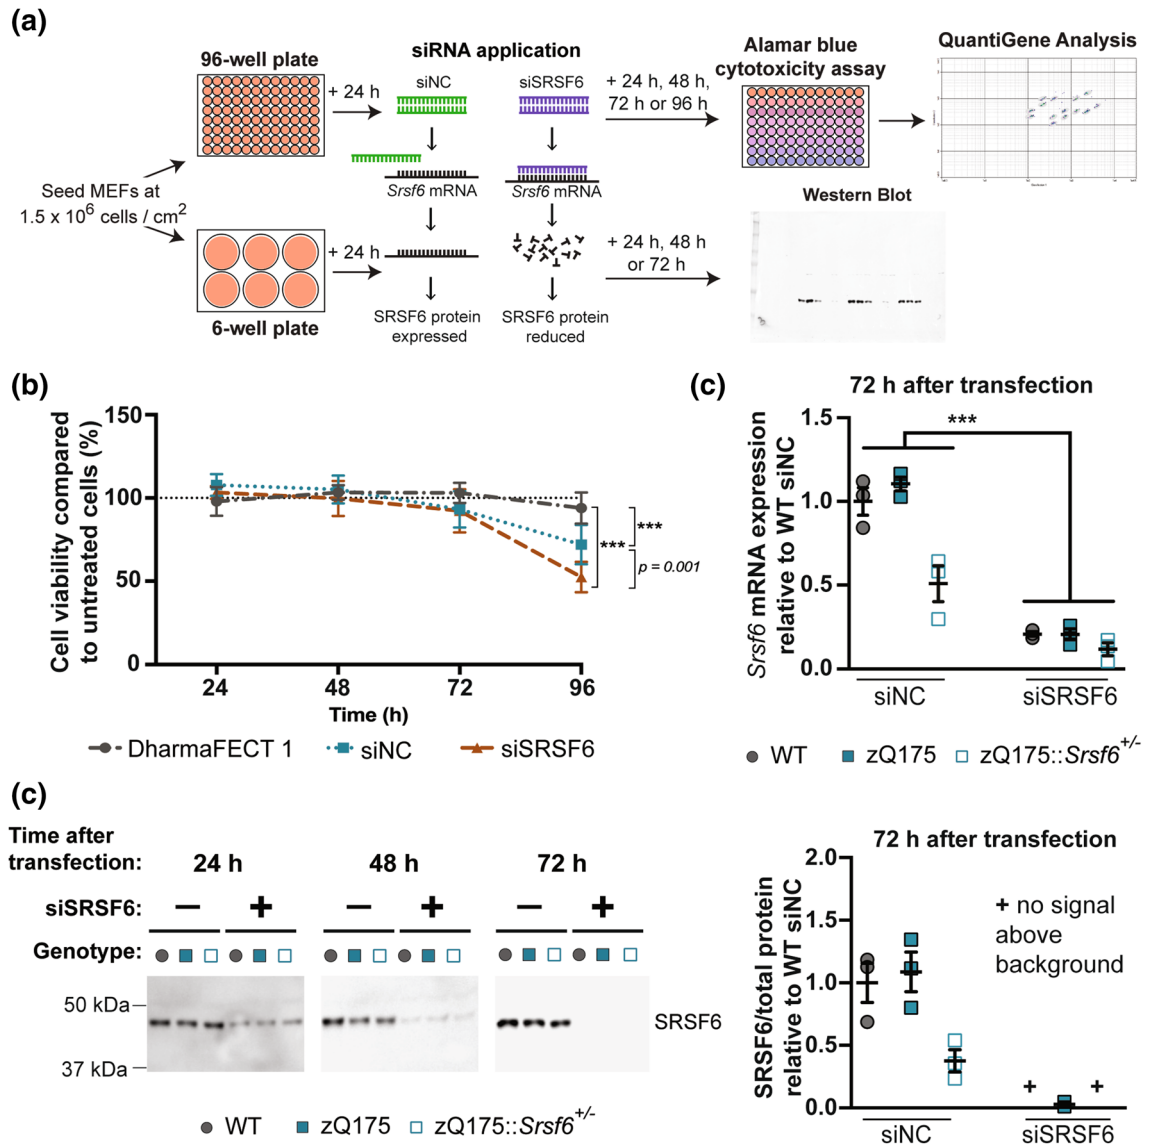 (a)
96-well plate
siRNA application
Alamar blue
cytotoxicity assay
QuantiGene Analysis
+ 24 h
siNC
siSRSF6
+ 24 h, 48 h,
72 h or 96 h
Seed MEFs at
1.5 x 10⁶ cells / cm²
Srsf6 mRNA
Srsf6 mRNA
Western Blot
+ 24 h
+ 24 h, 48 h
or 72 h
6-well plate
SRSF6 protein
expressed
SRSF6 protein
reduced
(b)
Cell viability compared
to untreated cells (%)
150
100
50
0
24
48
72
96
Time (h)
***
***
p = 0.001
DharmaFECT 1
siNC
siSRSF6
(c)
72 h after transfection
Srsf6 mRNA expression
relative to WT siNC
1.5
1.0
0.5
0.0
***
siNC
siSRSF6
WT
zQ175
zQ175::Srsf6+/-
(c)
Time after
transfection:
24 h
48 h
72 h
siSRSF6:
– + – + – +
Genotype:
50 kDa
37 kDa
SRSF6
WT
zQ175
zQ175::Srsf6+/-
72 h after transfection
SRSF6/total protein
relative to WT siNC
2.0
1.5
1.0
0.5
0.0
+ no signal
above
background
+ +
siNC
siSRSF6